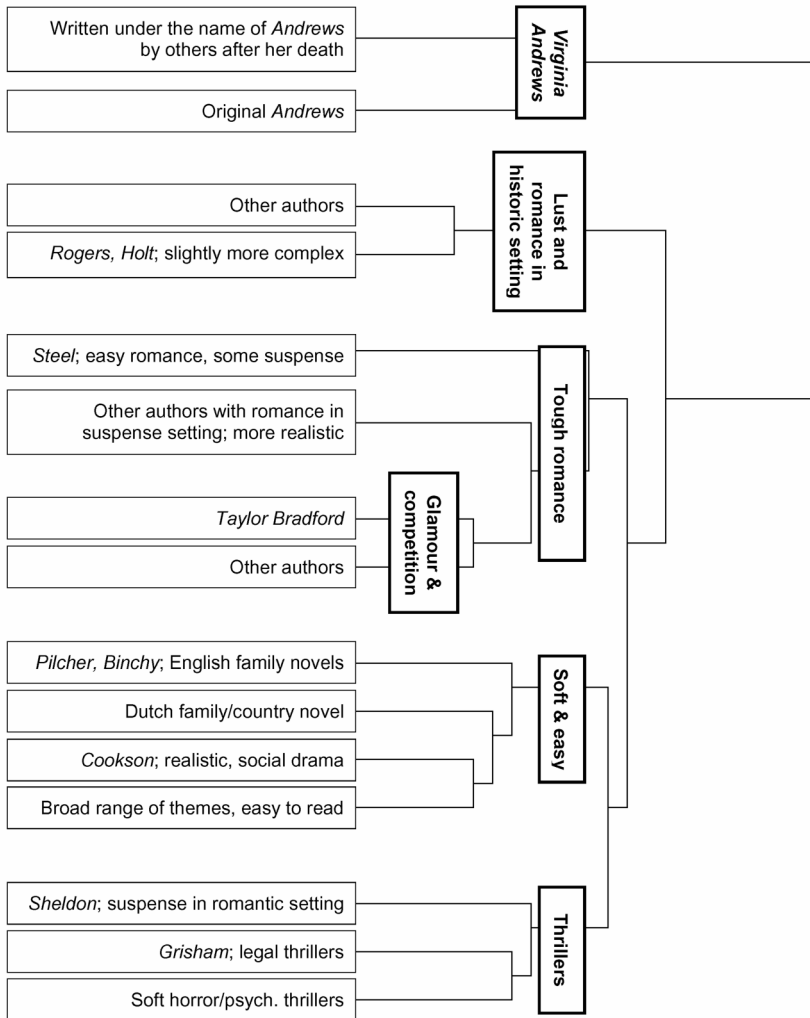 Written under the name of Andrews
by others after her death
Original Andrews
Virginia
Andrews
Other authors
Rogers, Holt; slightly more complex
Lust and
romance in
historic setting
Steel; easy romance, some suspense
Other authors with romance in
suspense setting; more realistic
Taylor Bradford
Other authors
Glamour &
competition
Tough romance
Pilcher, Binchy; English family novels
Dutch family/country novel
Cookson; realistic, social drama
Broad range of themes, easy to read
Soft & easy
Sheldon; suspense in romantic setting
Grisham; legal thrillers
Soft horror/psych. thrillers
Thrillers